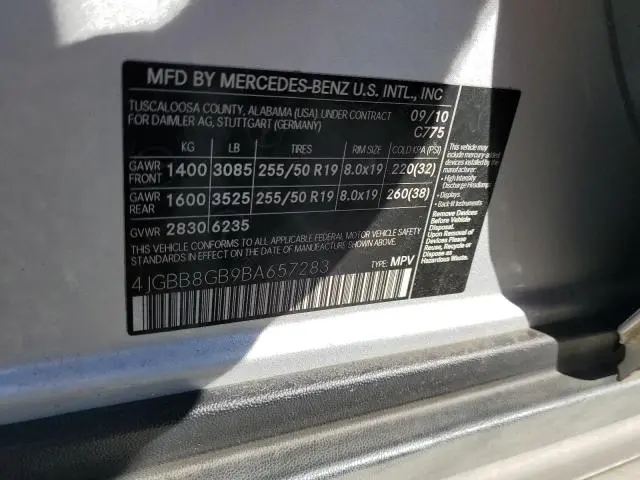 MFD BY MERCEDES-BENZ U.S. INTL., INC
TUSCALOOSA COUNTY, ALABAMA (USA) UNDER CONTRACT
FOR DAIMLER AG, STUTTGART (GERMANY)
09/10
C775
KG LB TIRES RIM SIZE COLD KPA (PSI)
GAWR FRONT 1400 3085 255/50 R19 8.0x19 220(32)
GAWR REAR 1600 3525 255/50 R19 8.0x19 260(38)
GVWR 2830 6235
THIS VEHICLE CONFORMS TO ALL APPLICABLE U.S. FEDERAL MOTOR VEHICLE SAFETY
STANDARDS IN EFFECT ON THE DATE OF MANUFACTURE SHOWN ABOVE.
4JGBB8GB9BA657283
TYPE: MPV
This vehicle may
include mercury-added
devices installed by the
manufacturer:
• High Intensity
Discharge Headlamps
• Displays
• Back-lit Instruments
Remove Devices
Before Vehicle
Disposal. Please
Reuse, Recycle,
or Dispose as
Hazardous Waste.